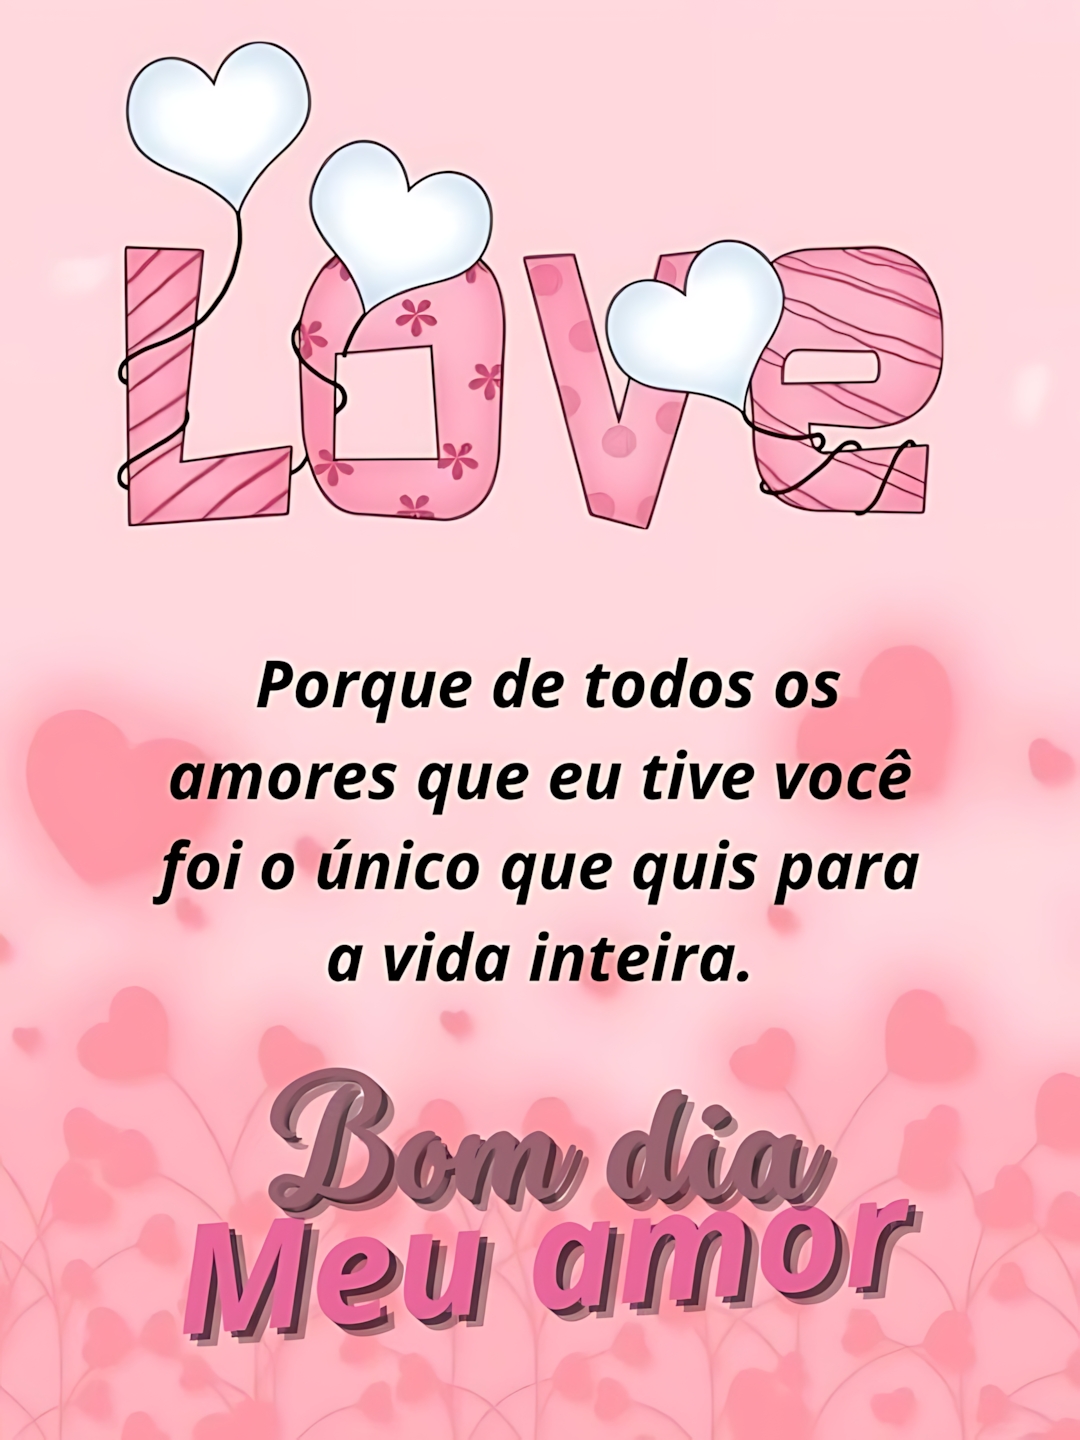 Love
Porque de todos os
amores que eu tive você
foi o único que quis para
a vida inteira.
Bom dia
Meu amor